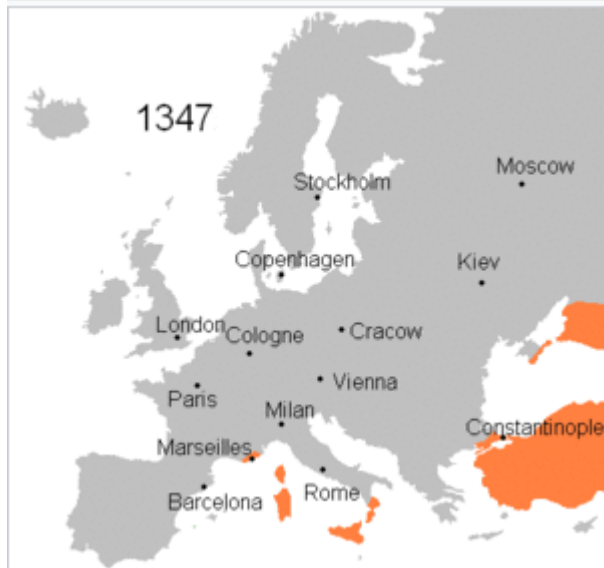 1347
Moscow
Stockholm
Copenhagen
Kiev
London
Cologne
Cracow
Paris
Vienna
Milan
Constantinople
Marseilles
Barcelona
Rome